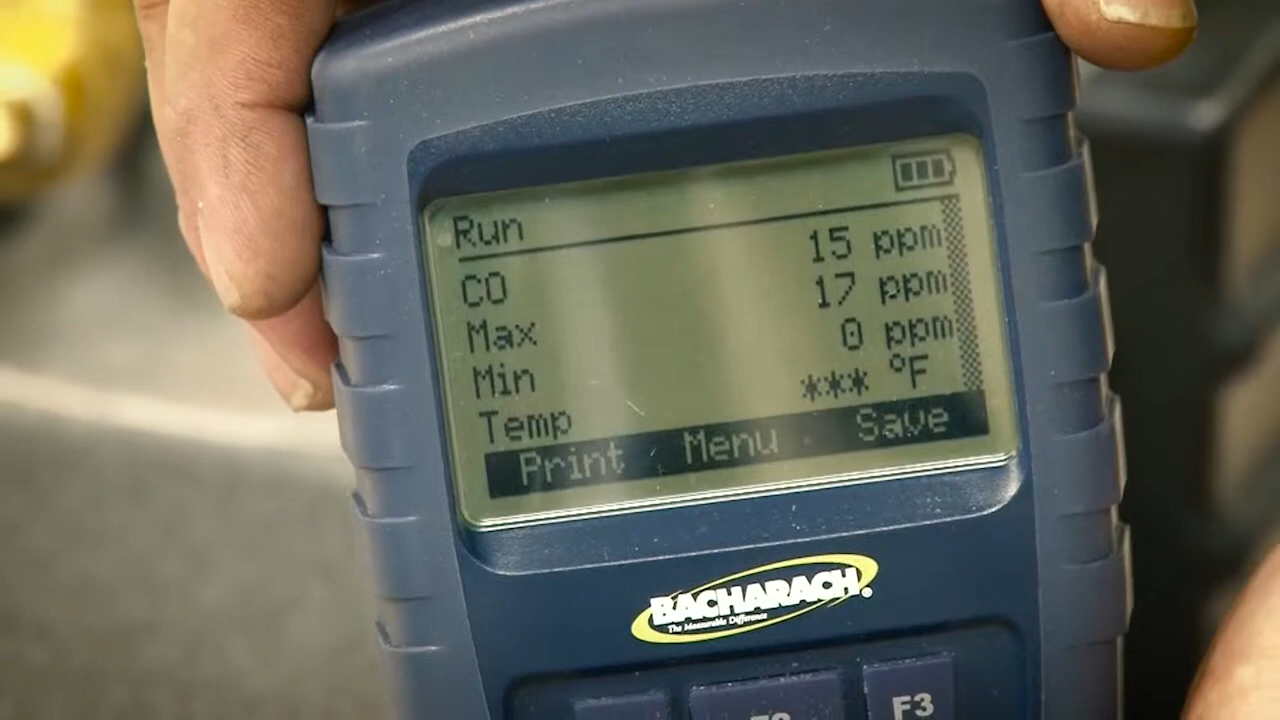 Run
CO 15 ppm
Max 17 ppm
Min 0 ppm
Temp *** °F
Print Menu Save
BACHARACH®
The Measurable Difference
F2 F3